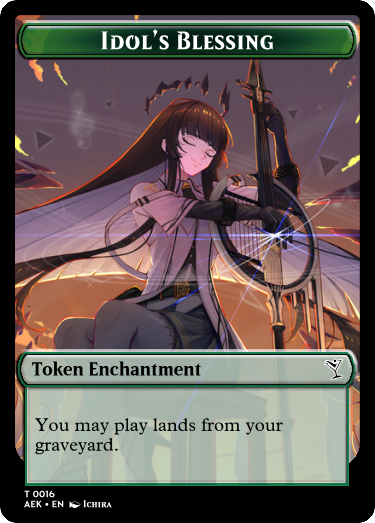 Idol's Blessing
Token Enchantment
You may play lands from your
graveyard.
T 0016
AEK • EN Ichira